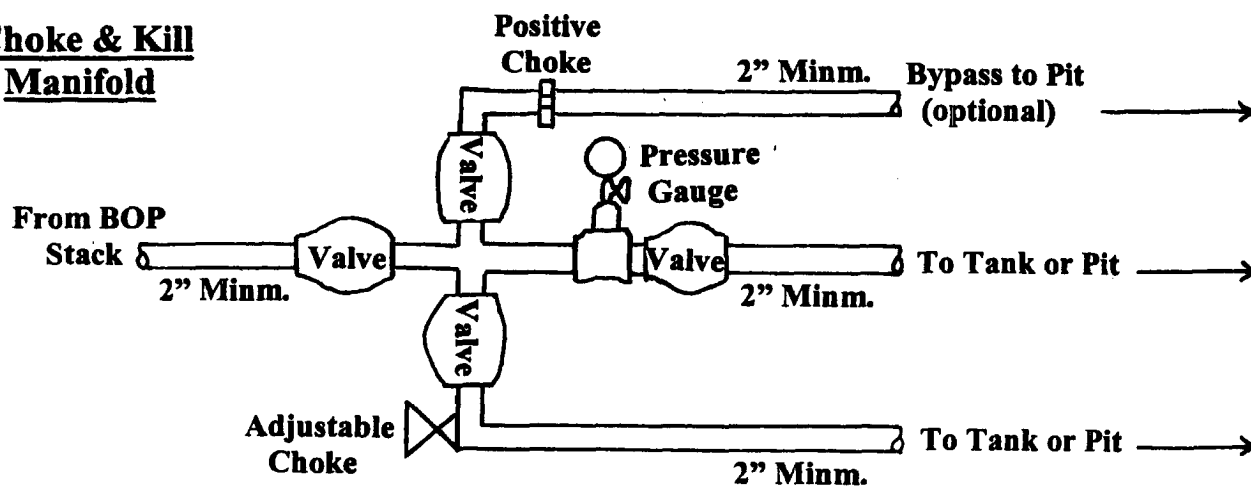 Choke & Kill
Manifold
Positive
Choke
2” Minm.
Bypass to Pit
(optional)
Valve
Pressure
Gauge
From BOP
Stack
Valve
Valve
To Tank or Pit
2” Minm.
2” Minm.
Valve
Adjustable
Choke
To Tank or Pit
2” Minm.